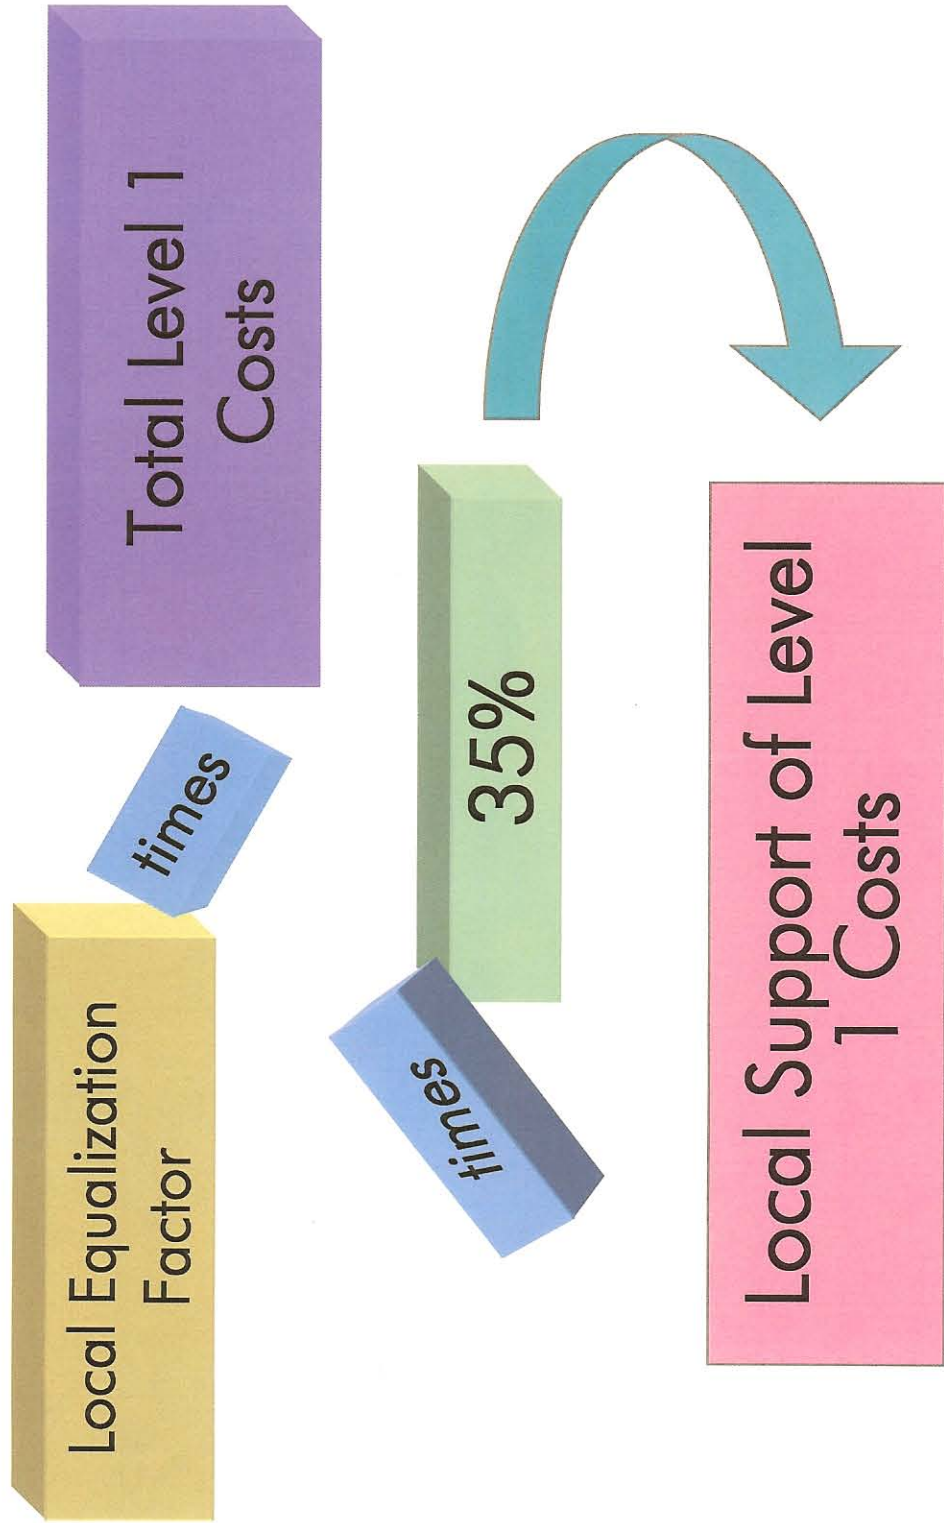 Local Equalization
Factor
times
Total Level 1
Costs
times
35%
Local Support of Level
1 Costs